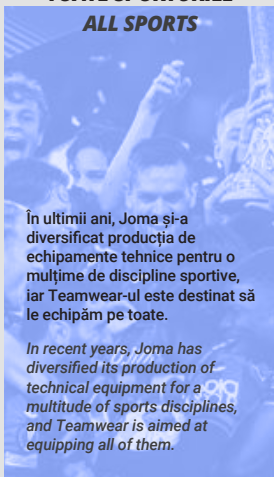 ALL SPORTS
În ultimii ani, Joma și-a
diversificat producția de
echipamente tehnice pentru o
mulțime de discipline sportive,
iar Teamwear-ul este destinat să
le echipăm pe toate.
In recent years, Joma has
diversified its production of
technical equipment for a
multitude of sports disciplines,
and Teamwear is aimed at
equipping all of them.